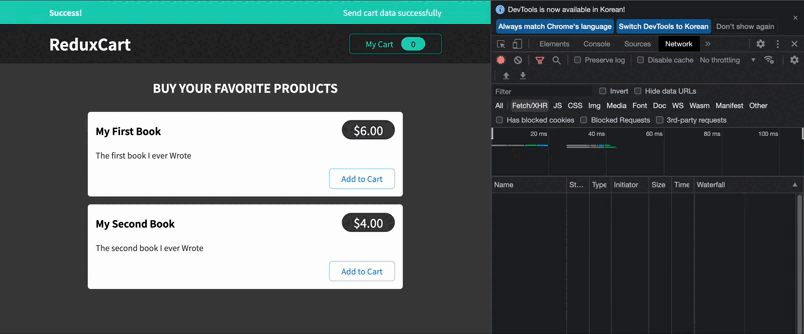 Success! Send cart data successfully
ReduxCart My Cart 0
BUY YOUR FAVORITE PRODUCTS
My First Book $6.00
The first book I ever Wrote
Add to Cart
My Second Book $4.00
The second book I ever Wrote
Add to Cart
DevTools is now available in Korean!
Always match Chrome's language Switch DevTools to Korean Don't show again
Elements Console Sources Network
Preserve log Disable cache No throttling
Filter Invert Hide data URLs
All Fetch/XHR JS CSS Img Media Font Doc WS Wasm Manifest Other
Has blocked cookies Blocked Requests 3rd-party requests
20 ms 40 ms 60 ms 80 ms 100 ms
Name St... Type Initiator Size Time Waterfall